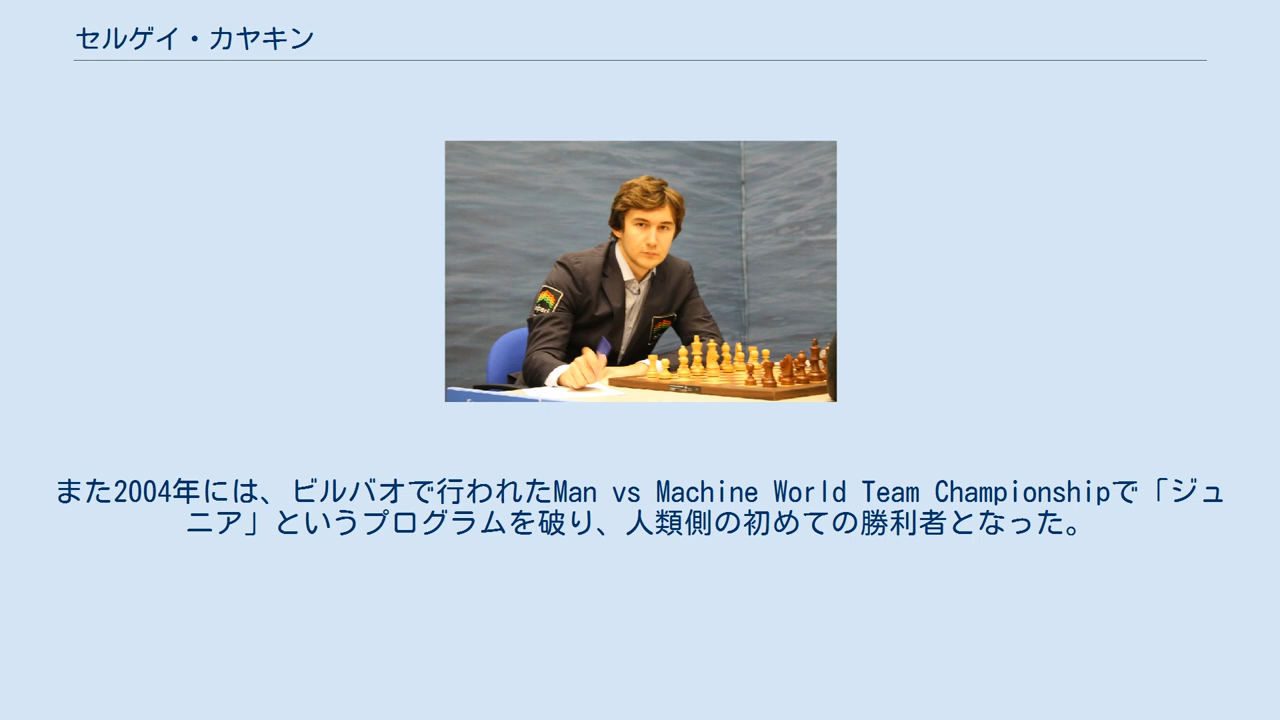 セルゲイ・カヤキン
また2004年には、ビルバオで行われたMan vs Machine World Team Championshipで「ジュ
ニア」というプログラムを破り、人類側の初めての勝利者となった。